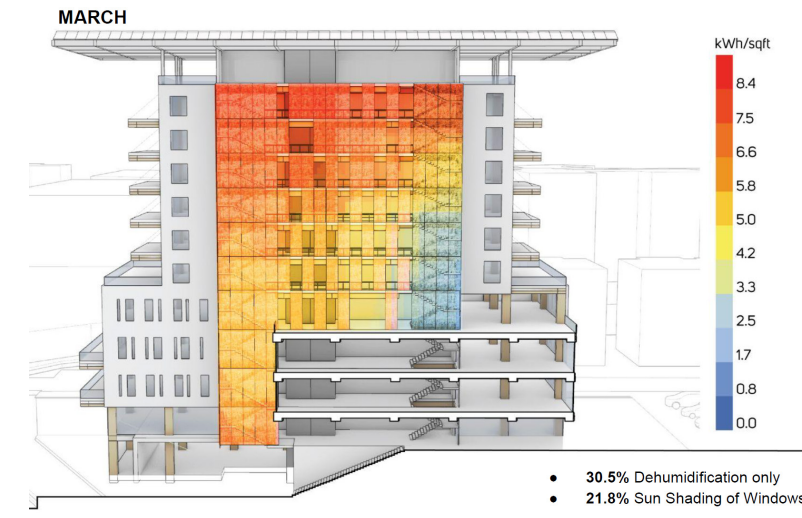 MARCH
kWh/sqft
8.4
7.5
6.6
5.8
5.0
4.2
3.3
2.5
1.7
0.8
0.0
● 30.5% Dehumidification only
● 21.8% Sun Shading of Windows